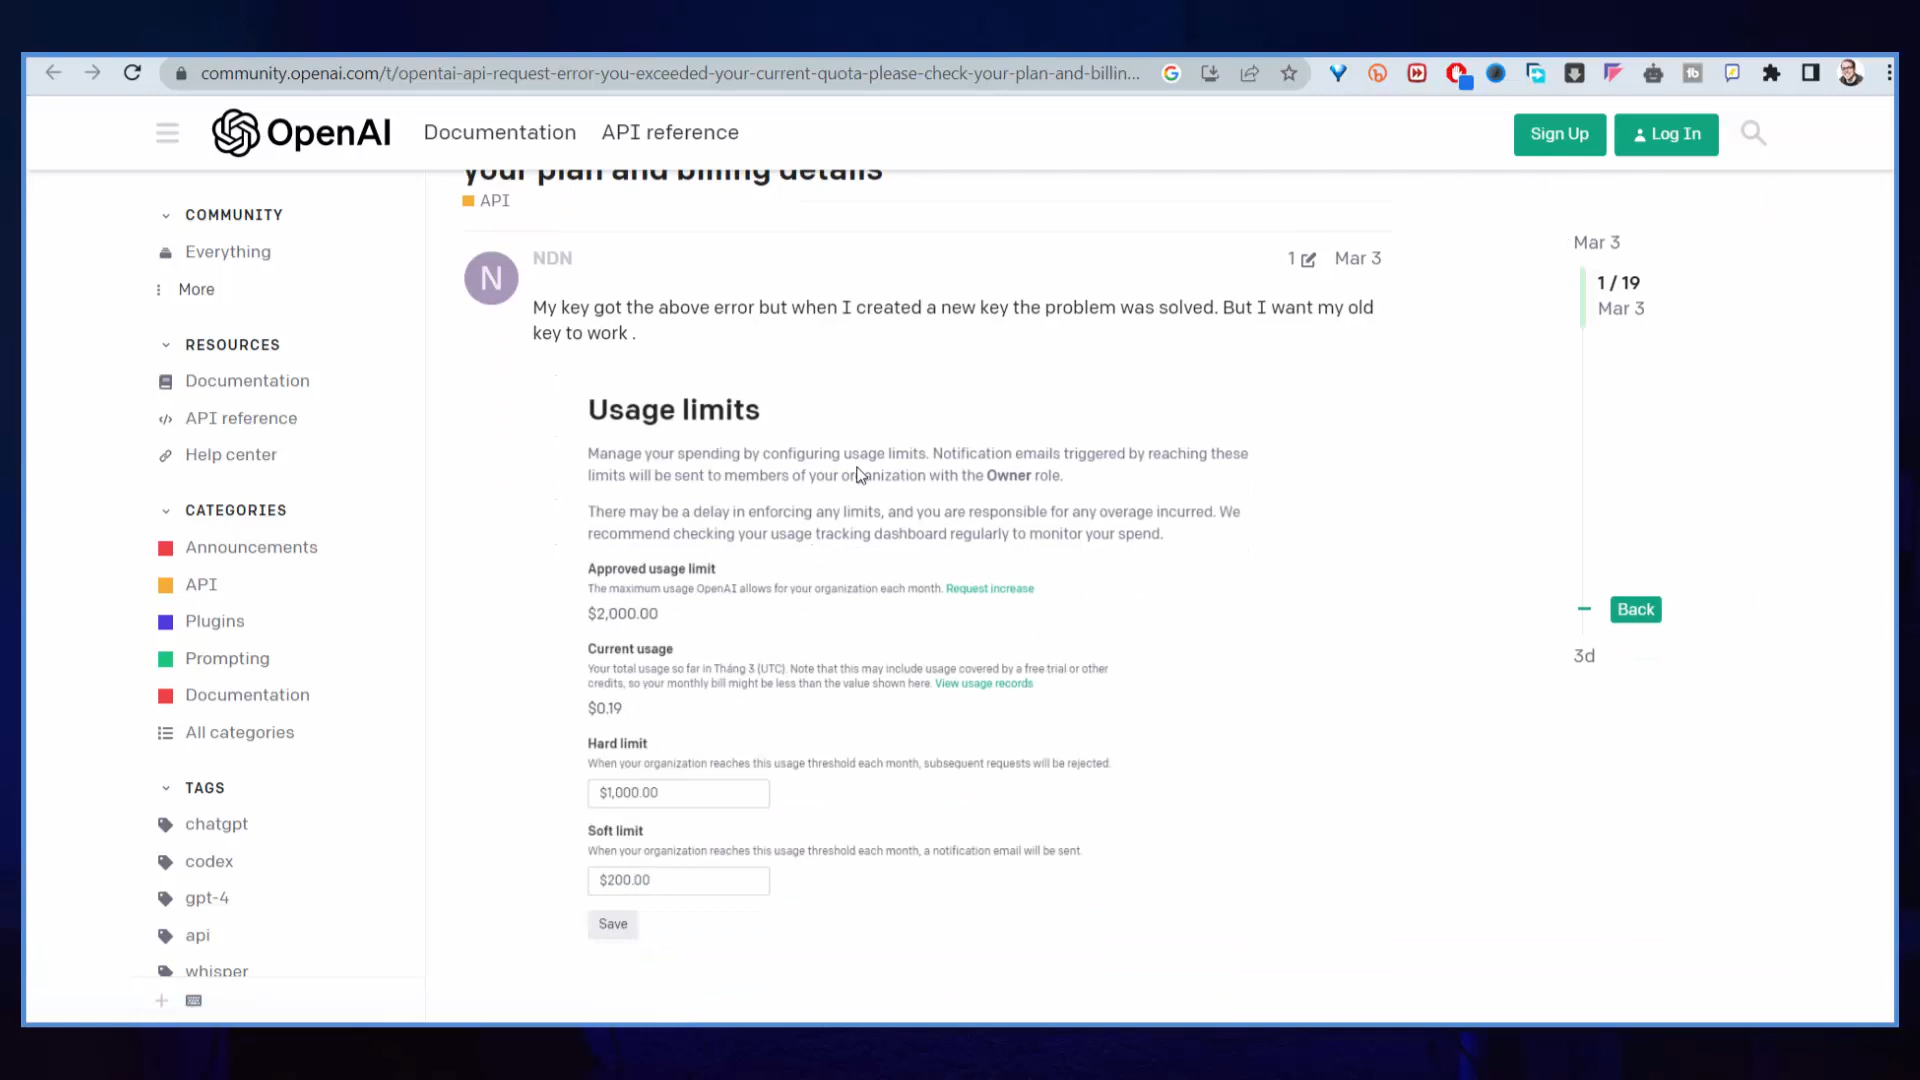 community.openai.com/t/opentai-api-request-error-you-exceeded-your-current-quota-please-check-your-plan-and-billin...
OpenAI
Documentation
API reference
Sign Up
Log In
your plan and billing details
API
COMMUNITY
Everything
More
RESOURCES
Documentation
API reference
Help center
CATEGORIES
Announcements
API
Plugins
Prompting
Documentation
All categories
TAGS
chatgpt
codex
gpt-4
api
whisper
N
NDN
1
Mar 3
My key got the above error but when I created a new key the problem was solved. But I want my old
key to work .
Usage limits
Manage your spending by configuring usage limits. Notification emails triggered by reaching these
limits will be sent to members of your organization with the Owner role.
There may be a delay in enforcing any limits, and you are responsible for any overage incurred. We
recommend checking your usage tracking dashboard regularly to monitor your spend.
Approved usage limit
The maximum usage OpenAI allows for your organization each month. Request increase
$2,000.00
Current usage
Your total usage so far in Tháng 3 (UTC). Note that this may include usage covered by a free trial or other
credits, so your monthly bill might be less than the value shown here. View usage records
$0.19
Hard limit
When your organization reaches this usage threshold each month, subsequent requests will be rejected.
$1,000.00
Soft limit
When your organization reaches this usage threshold each month, a notification email will be sent.
$200.00
Save
Mar 3
1 / 19
Mar 3
Back
3d